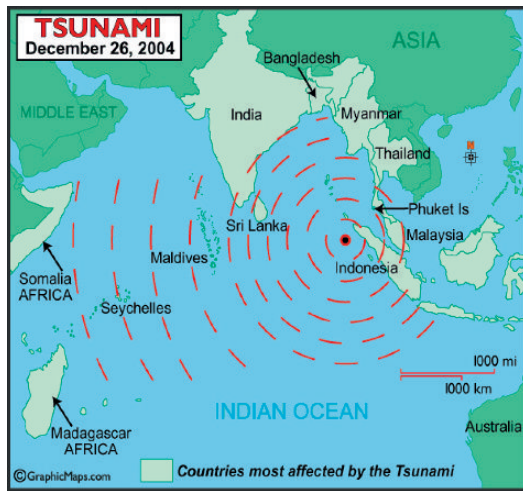 TSUNAMI
December 26, 2004
ASIA
Bangladesh
MIDDLE EAST
India
Myanmar
Thailand
Phuket Is
Sri Lanka
Malaysia
Maldives
Indonesia
Somalia
AFRICA
Seychelles
1000 mi
1000 km
INDIAN OCEAN
Australia
Madagascar
AFRICA
©GraphicMaps.com
Countries most affected by the Tsunami